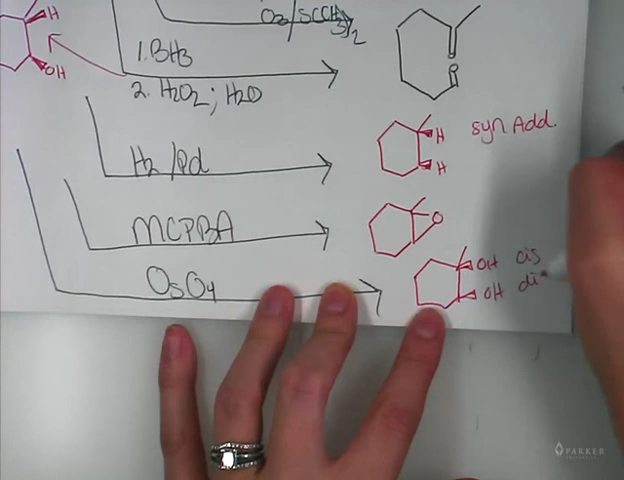 O3/S(CH3)2
H
OH
1. BH3
2. H2O2; H2O
O
H2/Pd
H
H
syn Add.
MCPBA
O
OsO4
OH cis
OH di
PARKER